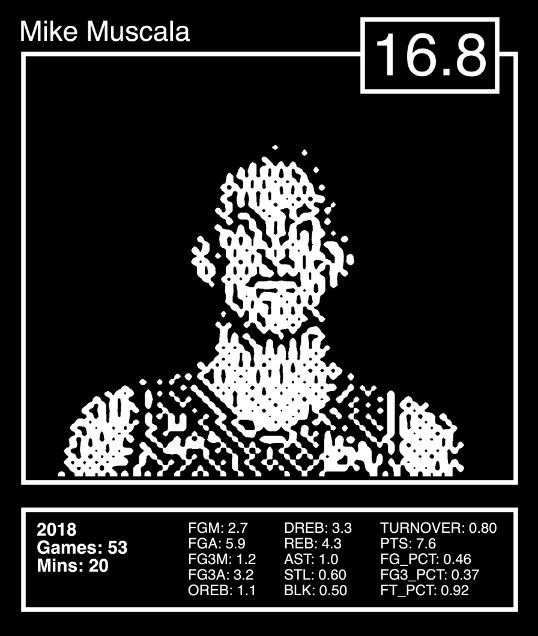 Mike Muscala
16.8
2018
Games: 53
Mins: 20
FGM: 2.7
FGA: 5.9
FG3M: 1.2
FG3A: 3.2
OREB: 1.1
DREB: 3.3
REB: 4.3
AST: 1.0
STL: 0.60
BLK: 0.50
TURNOVER: 0.80
PTS: 7.6
FG_PCT: 0.46
FG3_PCT: 0.37
FT_PCT: 0.92